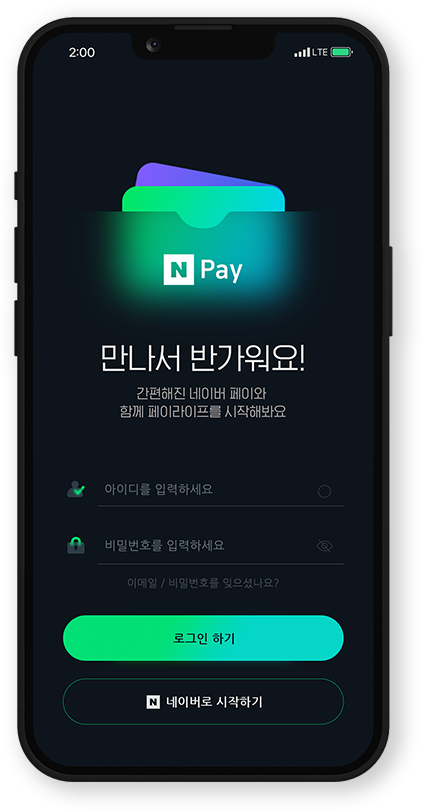 2:00
LTE
N Pay
만나서 반가워요!
간편해진 네이버 페이와
함께 페이라이프를 시작해봐요
아이디를 입력하세요
비밀번호를 입력하세요
이메일 / 비밀번호를 잊으셨나요?
로그인 하기
N 네이버로 시작하기